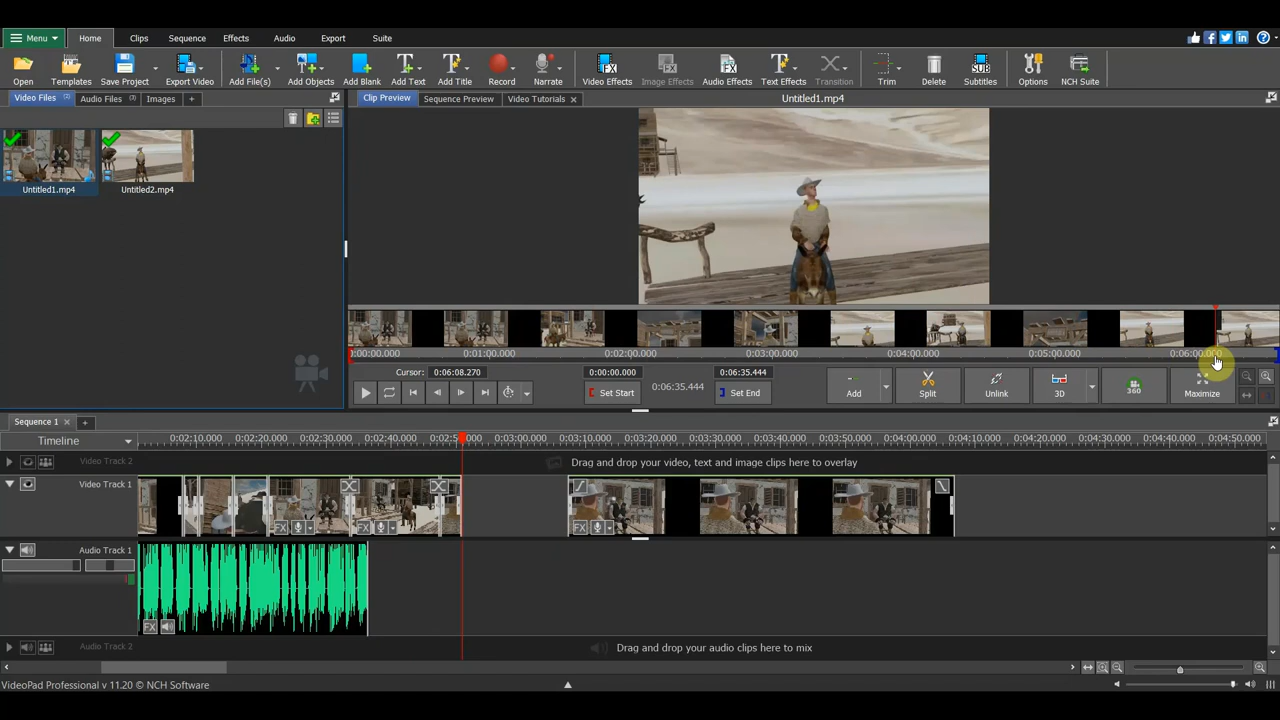 Menu Home Clips Sequence Effects Audio Export Suite
Open Templates Save Project Export Video Add File(s) Add Objects Add Blank Add Text Add Title Record Narrate Video Effects Image Effects Audio Effects Text Effects Transition Trim Delete Subtitles Options NCH Suite
Video Files Audio Files Images + Clip Preview Sequence Preview Video Tutorials Untitled1.mp4
Untitled1.mp4 Untitled2.mp4
0:00:00.000 0:01:00.000 0:02:00.000 0:03:00.000 0:04:00.000 0:05:00.000 0:06:00.000
Cursor: 0:06:08.270 0:00:00.000 0:06:35.444 0:06:35.444
Set Start Set End Add Split Unlink 3D 360 Maximize
Sequence 1 +
Timeline 0:02:10.000 0:02:20.000 0:02:30.000 0:02:40.000 0:03:00.000 0:03:10.000 0:03:20.000 0:03:30.000 0:03:40.000 0:03:50.000 0:04:00.000 0:04:10.000 0:04:20.000 0:04:30.000 0:04:40.000 0:04:50.000
Video Track 2 Drag and drop your video, text and image clips here to overlay
Video Track 1
FX FX FX
Audio Track 1
FX
Audio Track 2 Drag and drop your audio clips here to mix
VideoPad Professional v 11.20 © NCH Software